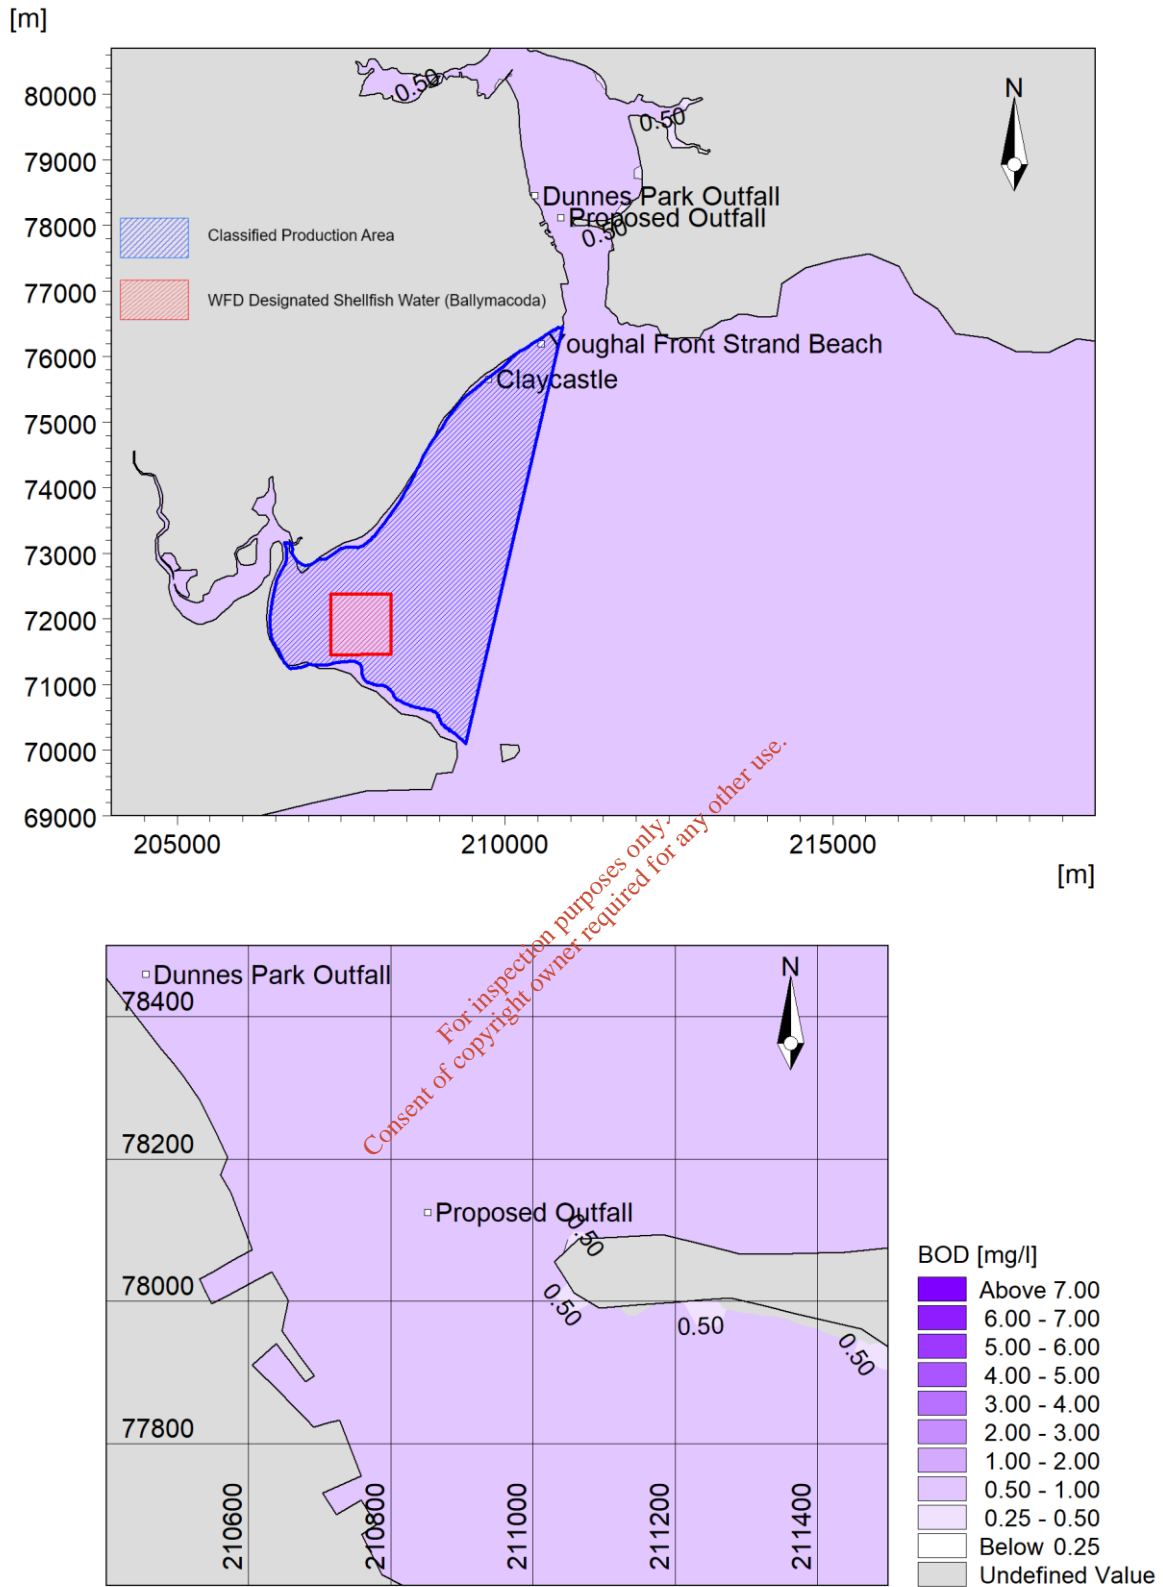 [m]
80000
79000
78000
77000
76000
75000
74000
73000
72000
71000
70000
69000
0.50
0.50
N
Dunnes Park Outfall
Proposed Outfall
0.50
Classified Production Area
WFD Designated Shellfish Water (Ballymacoda)
Youghal Front Strand Beach
Claycastle
205000
210000
215000
[m]
For inspection purposes only.
Consent of copyright owner required for any other use.
Dunnes Park Outfall
N
78400
78200
Proposed Outfall
0.50
78000
0.50
0.50
0.50
77800
210600
210800
211000
211200
211400
BOD [mg/l]
Above 7.00
6.00 - 7.00
5.00 - 6.00
4.00 - 5.00
3.00 - 4.00
2.00 - 3.00
1.00 - 2.00
0.50 - 1.00
0.25 - 0.50
Below 0.25
Undefined Value